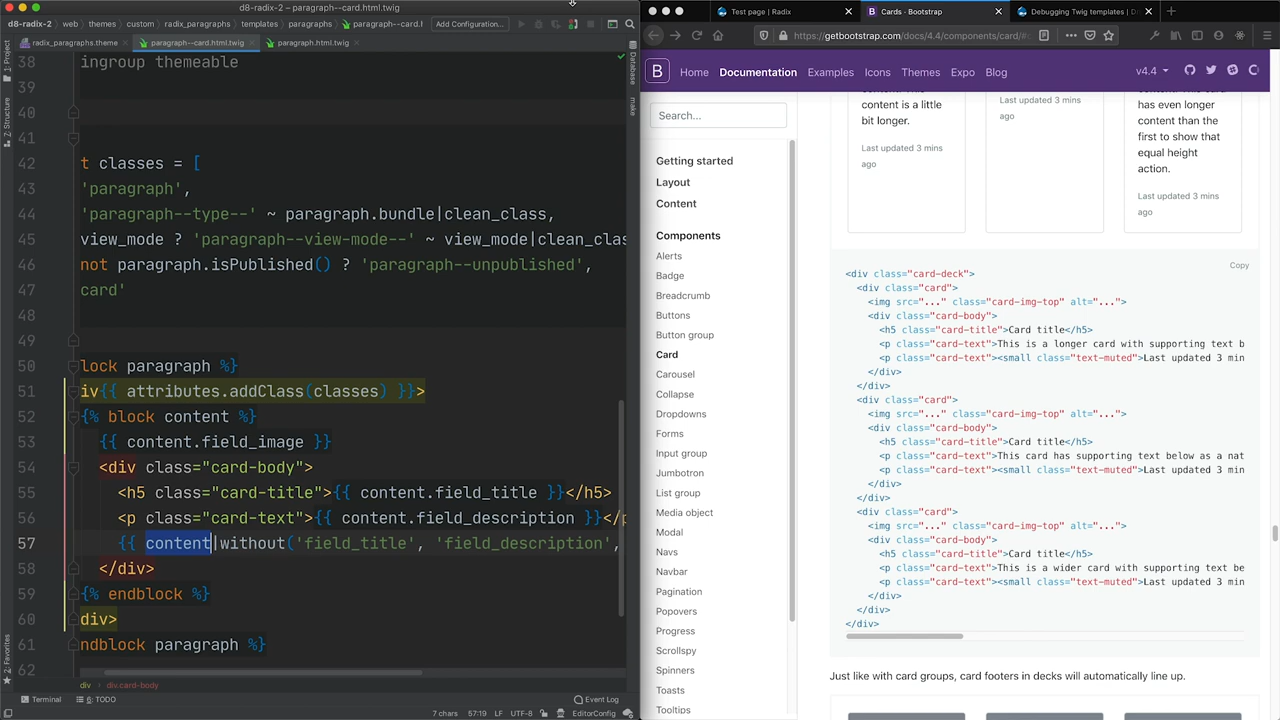 d8-radix-2 – paragraph--card.html.twig
d8-radix-2 web themes custom radix_paragraphs templates paragraphs paragraph--card.l Add Configuration...
radix_paragraphs.theme paragraph--card.html.twig paragraph.html.twig
1: Project
Z: Structure
2: Favorites
Database
make
38 ingroup themeable
39
40
41
42 t classes = [
43 'paragraph',
44 'paragraph--type--' ~ paragraph.bundle|clean_class,
45 view_mode ? 'paragraph--view-mode--' ~ view_mode|clean_clas
46 not paragraph.isPublished() ? 'paragraph--unpublished',
47 card'
48
49
50 lock paragraph %}
51 iv{{ attributes.addClass(classes) }}>
52 {% block content %}
53 {{ content.field_image }}
54 <div class="card-body">
55 <h5 class="card-title">{{ content.field_title }}</h5>
56 <p class="card-text">{{ content.field_description }}</p
57 {{ content|without('field_title', 'field_description',
58 </div>
59 {% endblock %}
60 div>
61 ndblock paragraph %}
62
div div.card-body
Terminal 6: TODO Event Log
7 chars 57:19 LF UTF-8 EditorConfig
Test page | Radix Cards · Bootstrap Debugging Twig templates | D
https://getbootstrap.com/docs/4.4/components/card/#c
B Home Documentation Examples Icons Themes Expo Blog v4.4
Search...
Getting started
Layout
Content
Components
Alerts
Badge
Breadcrumb
Buttons
Button group
Card
Carousel
Collapse
Dropdowns
Forms
Input group
Jumbotron
List group
Media object
Modal
Navs
Navbar
Pagination
Popovers
Progress
Scrollspy
Spinners
Toasts
Tooltips
content. This
content is a little
bit longer.
Last updated 3 mins
ago
Last updated 3 mins
ago
content. This card
has even longer
content than the
first to show that
equal height
action.
Last updated 3 mins
ago
Copy
<div class="card-deck">
<div class="card">
<img src="..." class="card-img-top" alt="...">
<div class="card-body">
<h5 class="card-title">Card title</h5>
<p class="card-text">This is a longer card with supporting text b
<p class="card-text"><small class="text-muted">Last updated 3 min
</div>
</div>
<div class="card">
<img src="..." class="card-img-top" alt="...">
<div class="card-body">
<h5 class="card-title">Card title</h5>
<p class="card-text">This card has supporting text below as a nat
<p class="card-text"><small class="text-muted">Last updated 3 min
</div>
</div>
<div class="card">
<img src="..." class="card-img-top" alt="...">
<div class="card-body">
<h5 class="card-title">Card title</h5>
<p class="card-text">This is a wider card with supporting text be
<p class="card-text"><small class="text-muted">Last updated 3 min
</div>
</div>
</div>
Just like with card groups, card footers in decks will automatically line up.